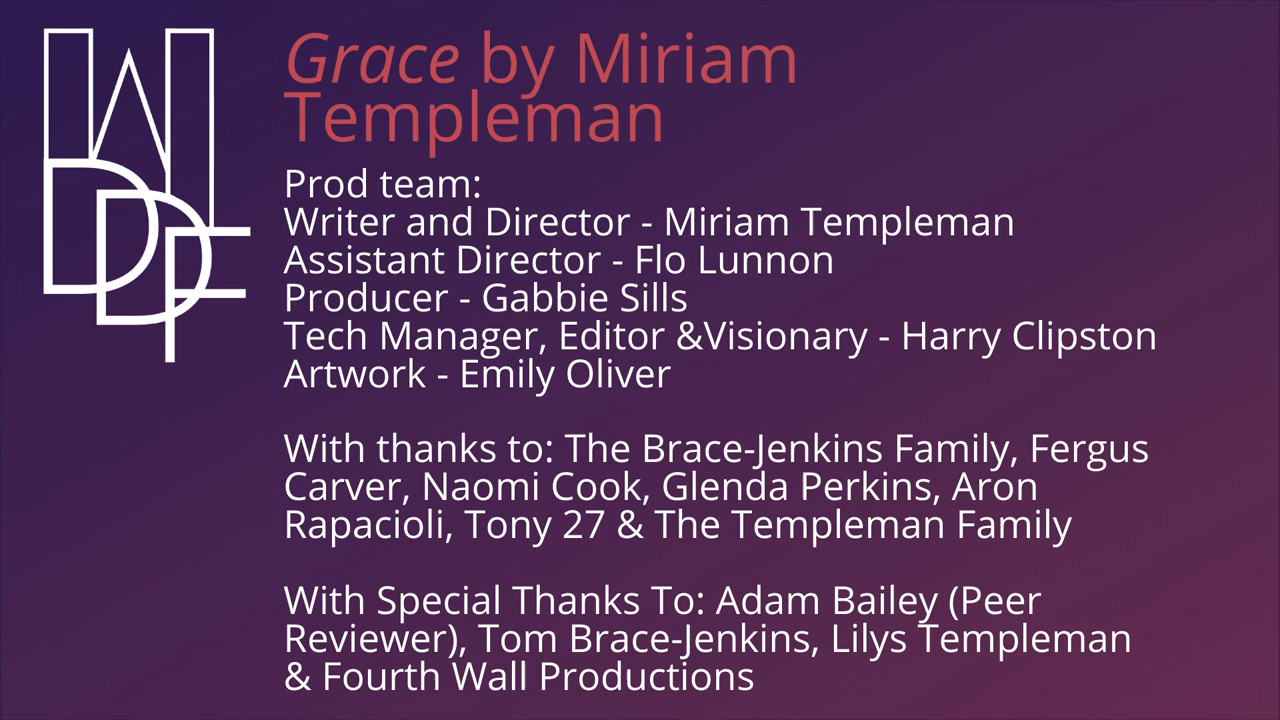 WDDF
Grace by Miriam
Templeman
Prod team:
Writer and Director - Miriam Templeman
Assistant Director - Flo Lunnon
Producer - Gabbie Sills
Tech Manager, Editor &Visionary - Harry Clipston
Artwork - Emily Oliver
With thanks to: The Brace-Jenkins Family, Fergus
Carver, Naomi Cook, Glenda Perkins, Aron
Rapacioli, Tony 27 & The Templeman Family
With Special Thanks To: Adam Bailey (Peer
Reviewer), Tom Brace-Jenkins, Lilys Templeman
& Fourth Wall Productions